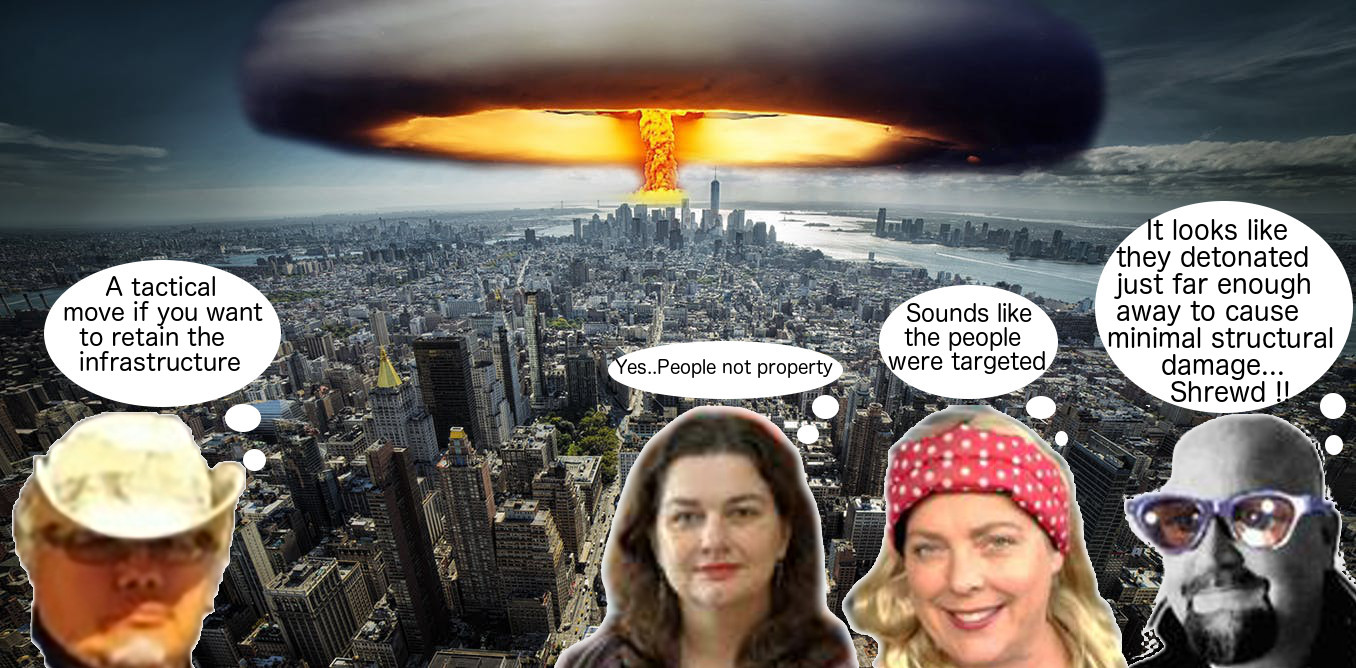 A tactical
move if you want
to retain the
infrastructure
Yes..People not property
Sounds like
the people
were targeted
It looks like
they detonated
just far enough
away to cause
minimal structural
damage...
Shrewd !!